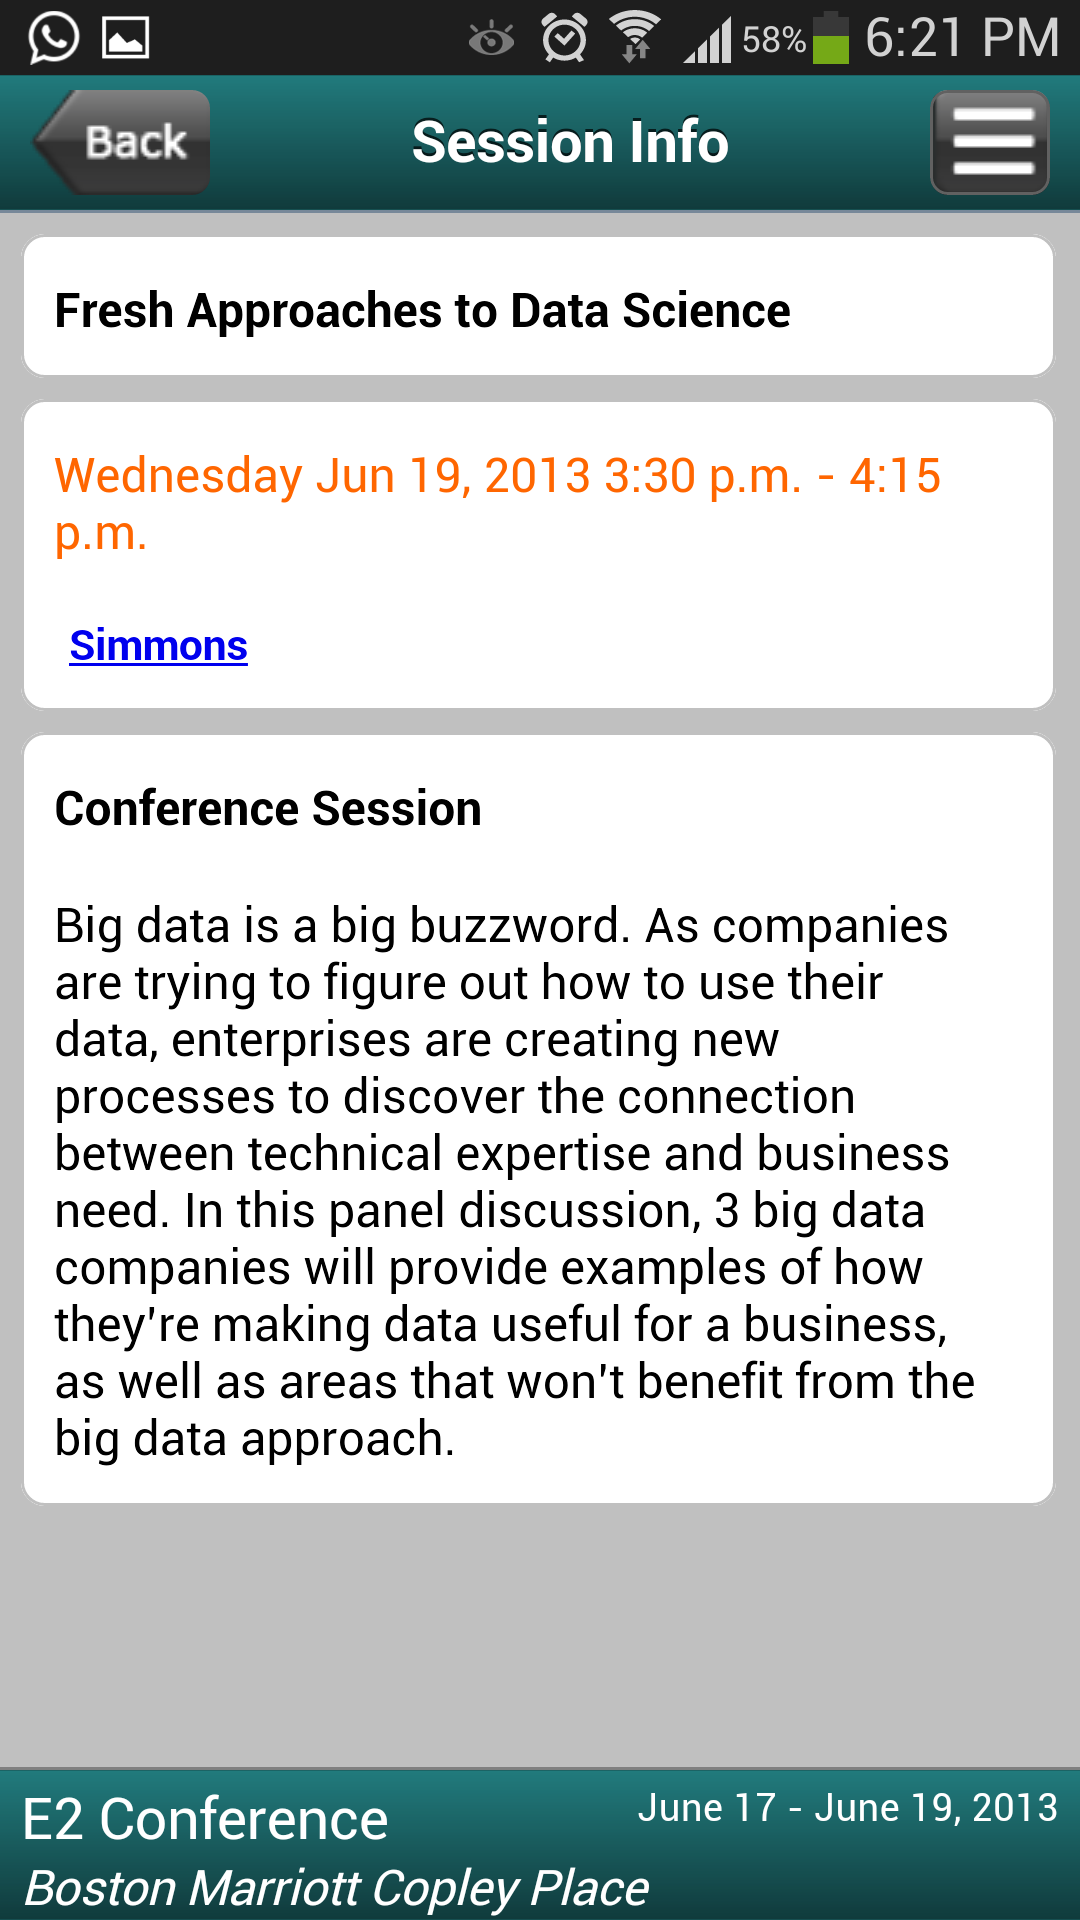 58% 6:21 PM
Back Session Info
Fresh Approaches to Data Science
Wednesday Jun 19, 2013 3:30 p.m. - 4:15
p.m.
Simmons
Conference Session
Big data is a big buzzword. As companies
are trying to figure out how to use their
data, enterprises are creating new
processes to discover the connection
between technical expertise and business
need. In this panel discussion, 3 big data
companies will provide examples of how
they're making data useful for a business,
as well as areas that won't benefit from the
big data approach.
E2 Conference June 17 - June 19, 2013
Boston Marriott Copley Place